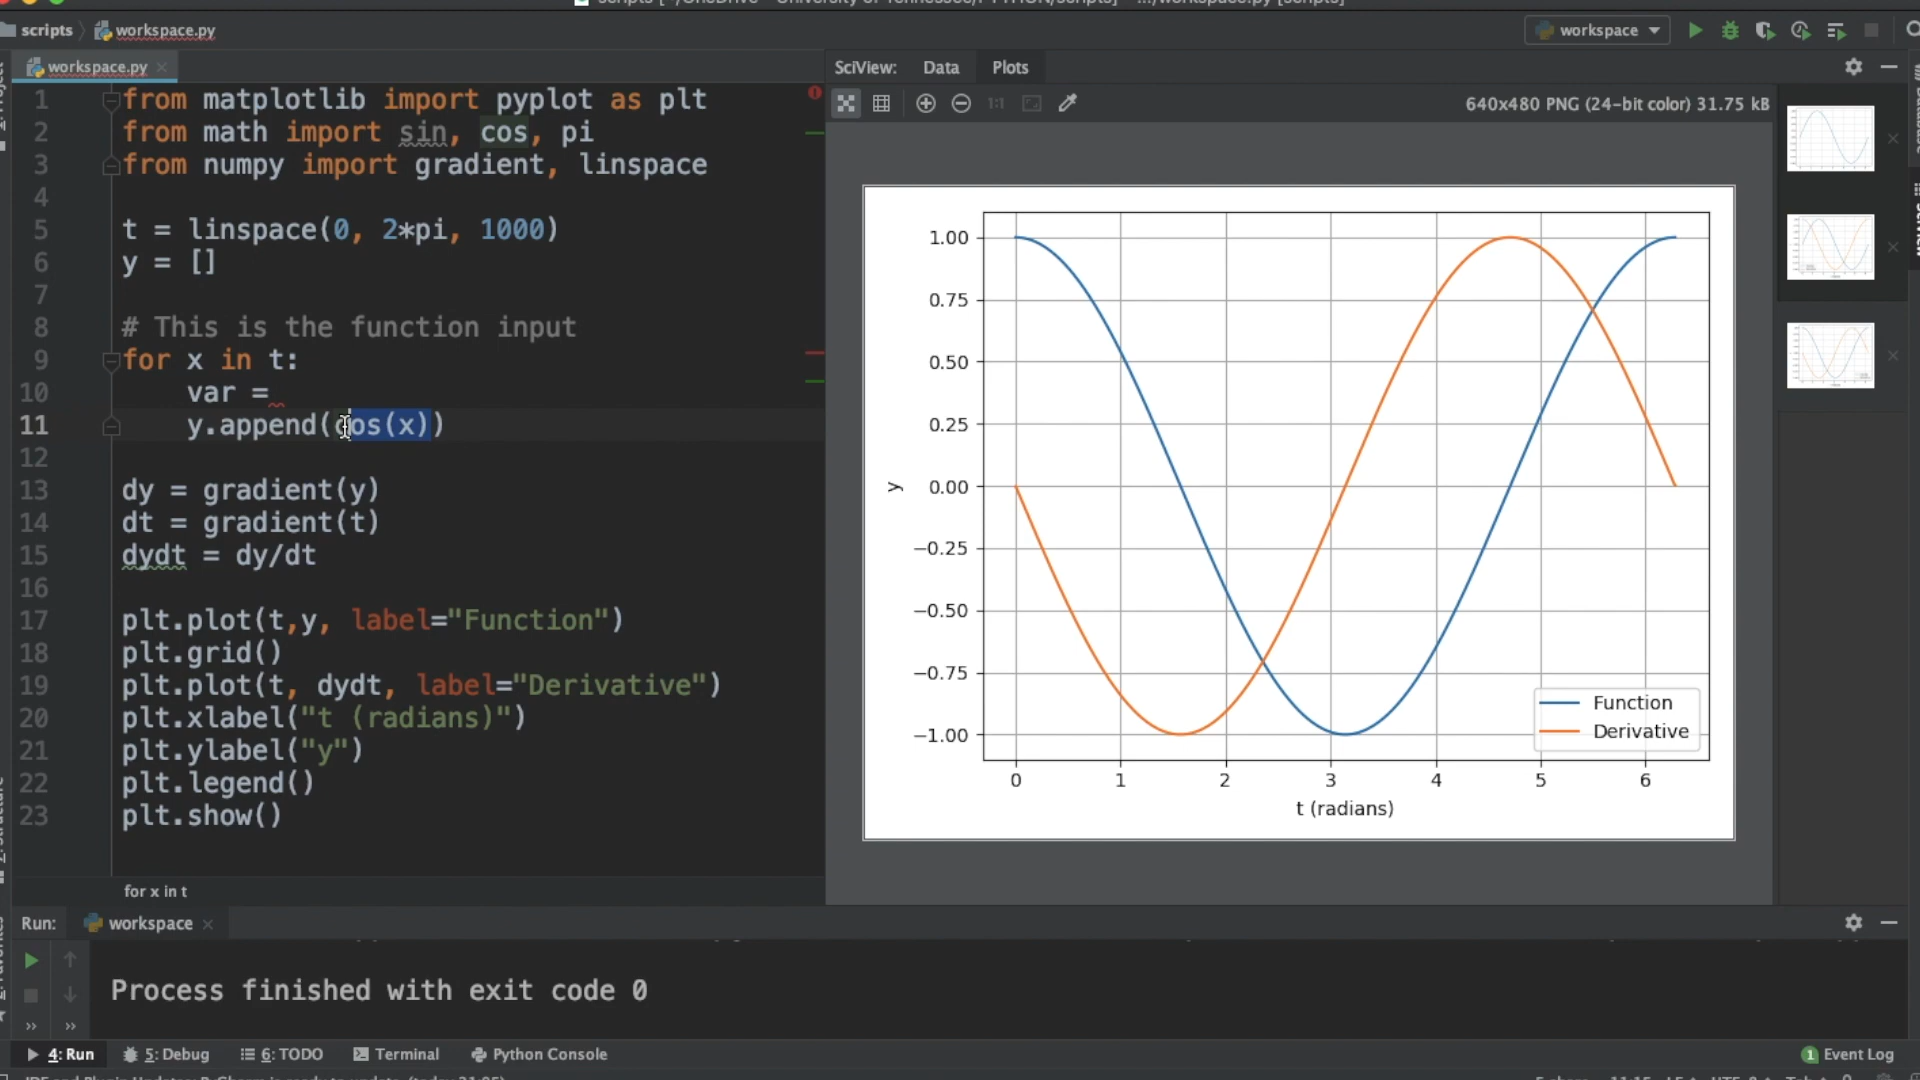 scripts workspace.py
workspace
workspace.py
SciView: Data Plots
1:1
640x480 PNG (24-bit color) 31.75 kB
1 from matplotlib import pyplot as plt
2 from math import sin, cos, pi
3 from numpy import gradient, linspace
4
5 t = linspace(0, 2*pi, 1000)
6 y = []
7
8 # This is the function input
9 for x in t:
10 var =
11 y.append(cos(x))
12
13 dy = gradient(y)
14 dt = gradient(t)
15 dydt = dy/dt
16
17 plt.plot(t,y, label="Function")
18 plt.grid()
19 plt.plot(t, dydt, label="Derivative")
20 plt.xlabel("t (radians)")
21 plt.ylabel("y")
22 plt.legend()
23 plt.show()
for x in t
1.00
0.75
0.50
0.25
0.00
−0.25
−0.50
−0.75
−1.00
y
0 1 2 3 4 5 6
t (radians)
Function
Derivative
Run: workspace
Process finished with exit code 0
4: Run 5: Debug 6: TODO Terminal Python Console
1 Event Log